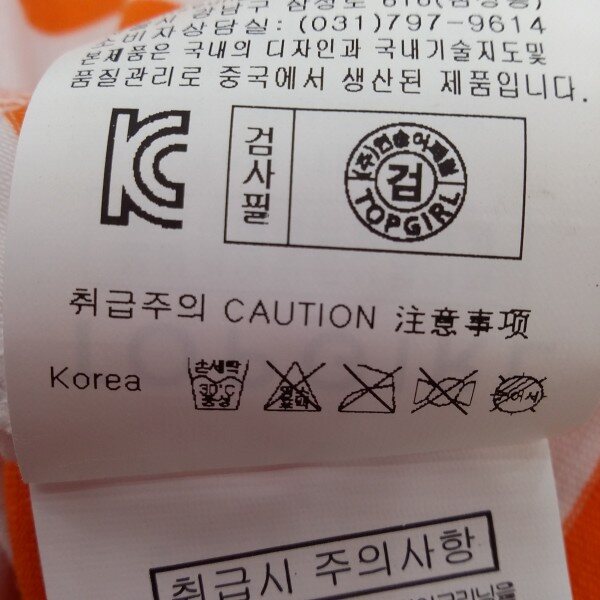 소비자상담실: (031)797-9614
본제품은 국내의 디자인과 국내기술지도및
품질관리로 중국에서 생산된 제품입니다.
검사필
검
TOPGIRL
취급주의 CAUTION 注意事项
Korea
손세탁
30℃
중성
취급시 주의사항